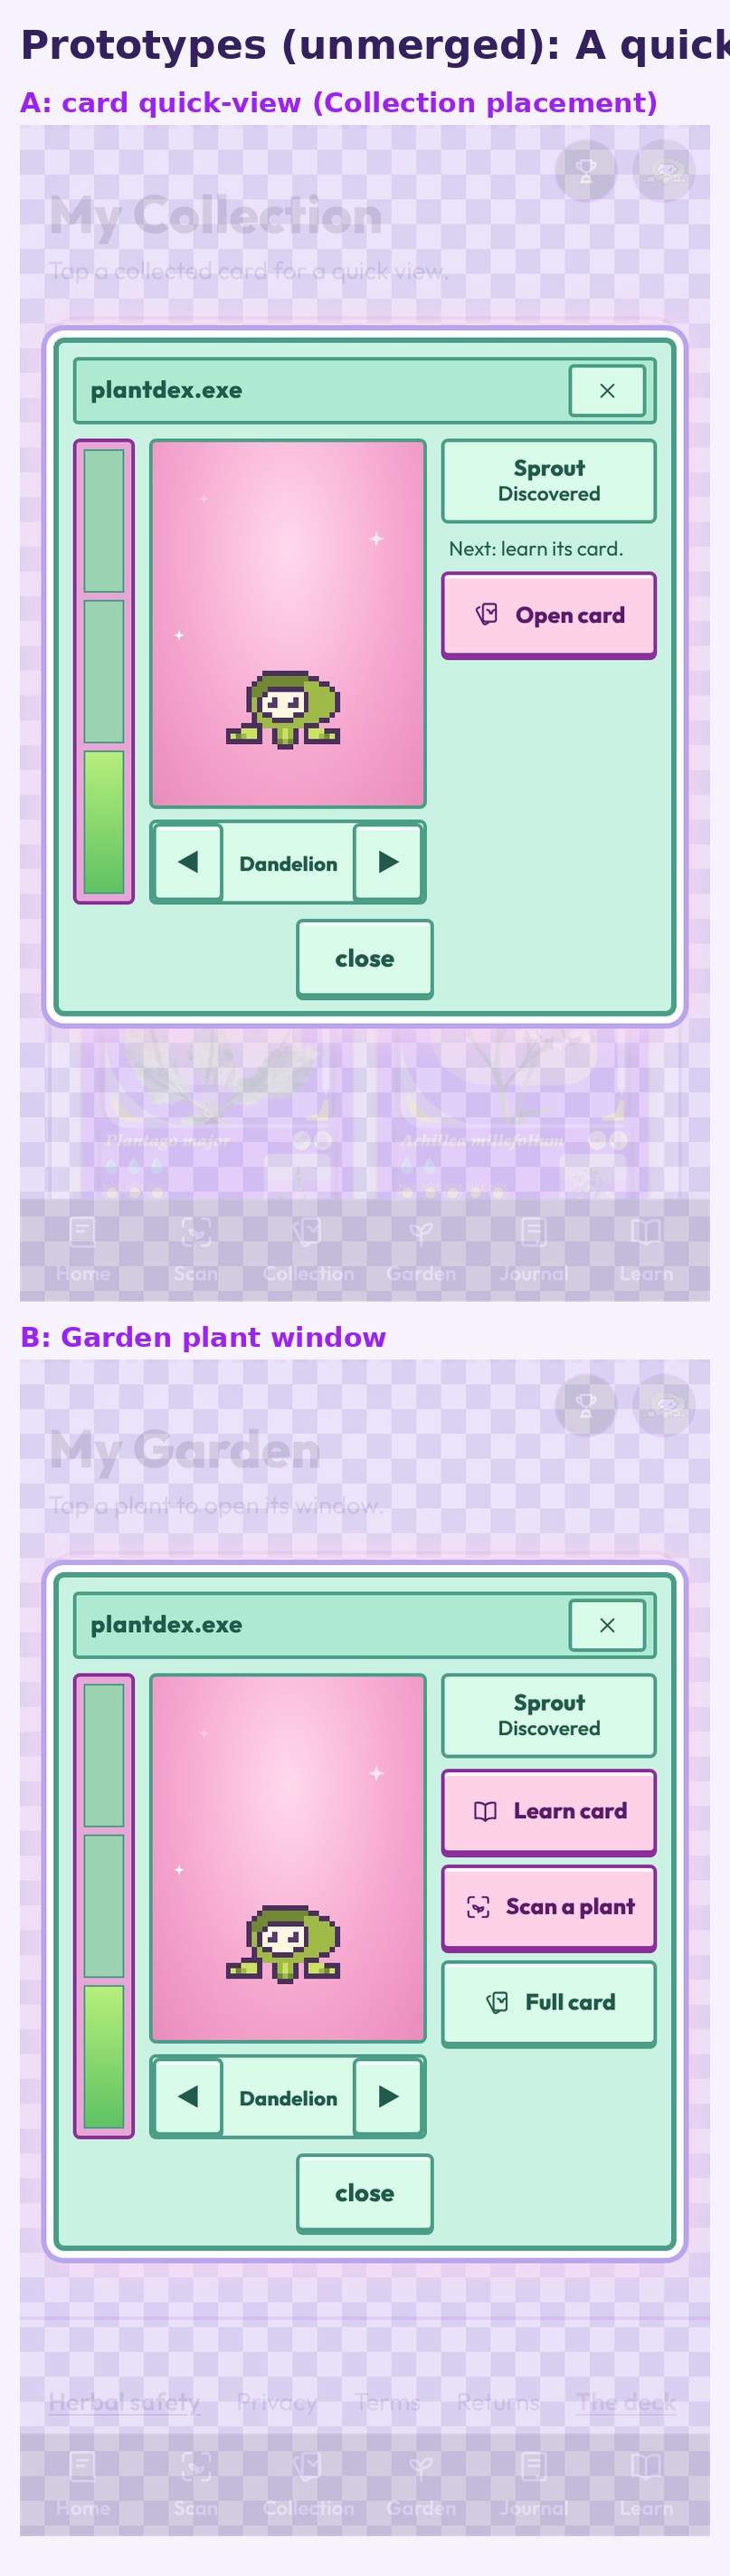 Prototypes (unmerged): A quick
A: card quick-view (Collection placement)
My Collection
Tap a collected card for a quick view.
plantdex.exe
Sprout
Discovered
Next: learn its card.
Open card
Dandelion
close
Plantago major
Achillea millefolium
Home Scan Collection Garden Journal Learn
B: Garden plant window
My Garden
Tap a plant to open its window.
plantdex.exe
Sprout
Discovered
Learn card
Scan a plant
Full card
Dandelion
close
Herbal safety Privacy Terms Returns The deck
Home Scan Collection Garden Journal Learn